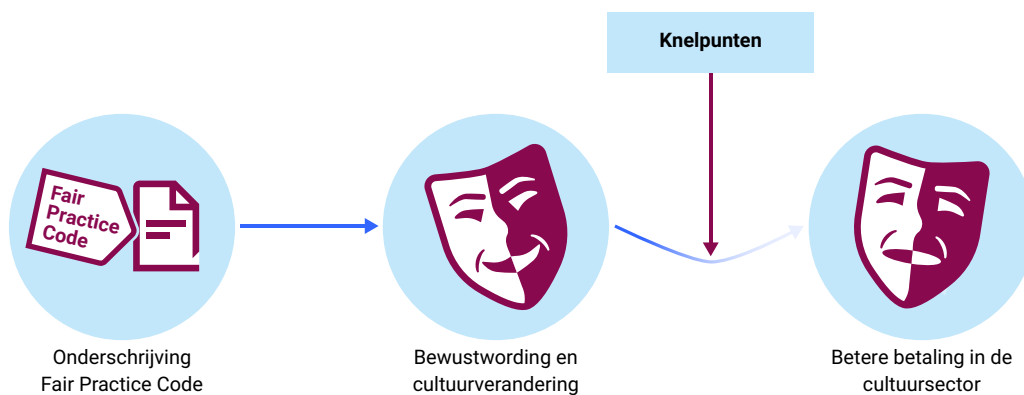 Knelpunten
Fair
Practice
Code
Onderschrijving
Fair Practice Code
Bewustwording en
cultuurverandering
Betere betaling in de
cultuursector